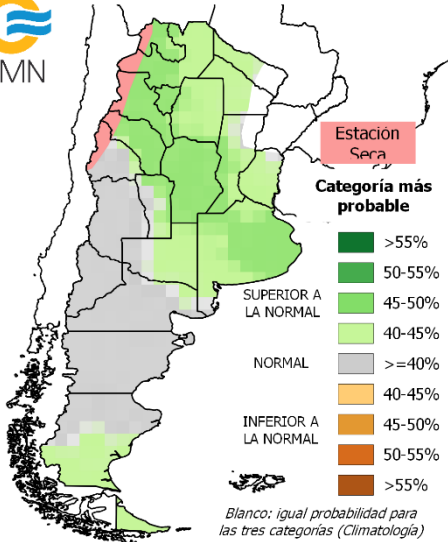 MN
Estación
Seca
Categoría más
probable
>55%
50-55%
SUPERIOR A
LA NORMAL
45-50%
40-45%
NORMAL
>=40%
40-45%
INFERIOR A
LA NORMAL
45-50%
50-55%
>55%
Blanco: igual probabilidad para
las tres categorías (Climatología)